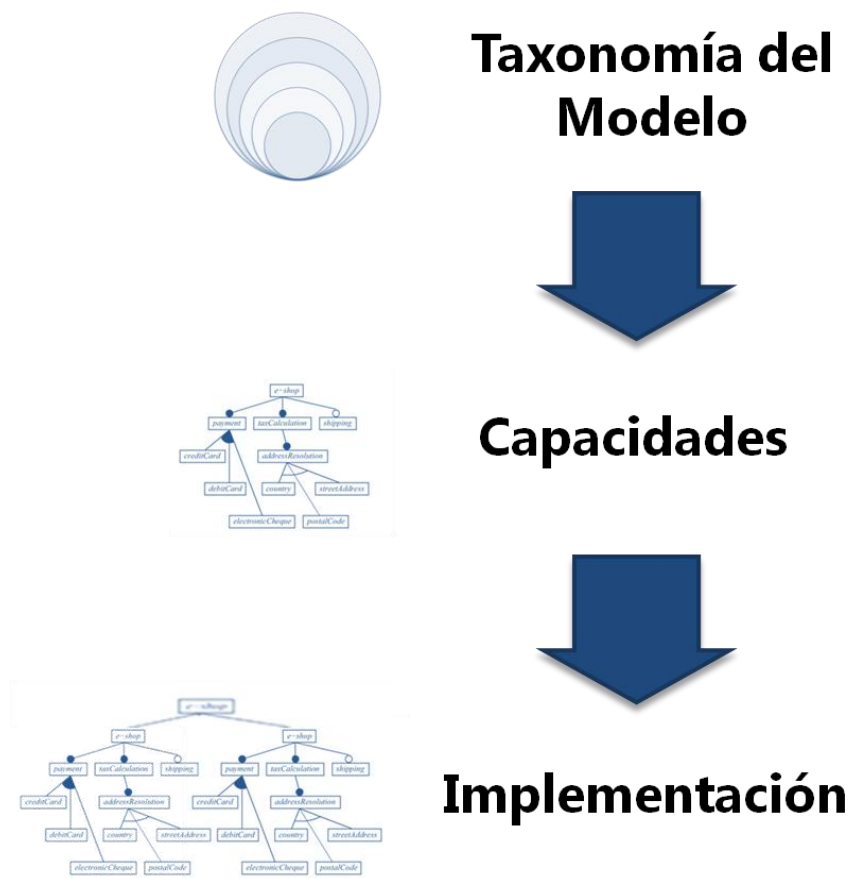 Taxonomía del
Modelo
e-shop
payment taxCalculation shipping
creditCard addressResolution
debitCard country streetAddress
electronicCheque postalCode
Capacidades
e-shop e-shop
payment taxCalculation shipping payment taxCalculation shipping
creditCard addressResolution creditCard addressResolution
debitCard country streetAddress debitCard country streetAddress
electronicCheque postalCode electronicCheque postalCode
Implementación